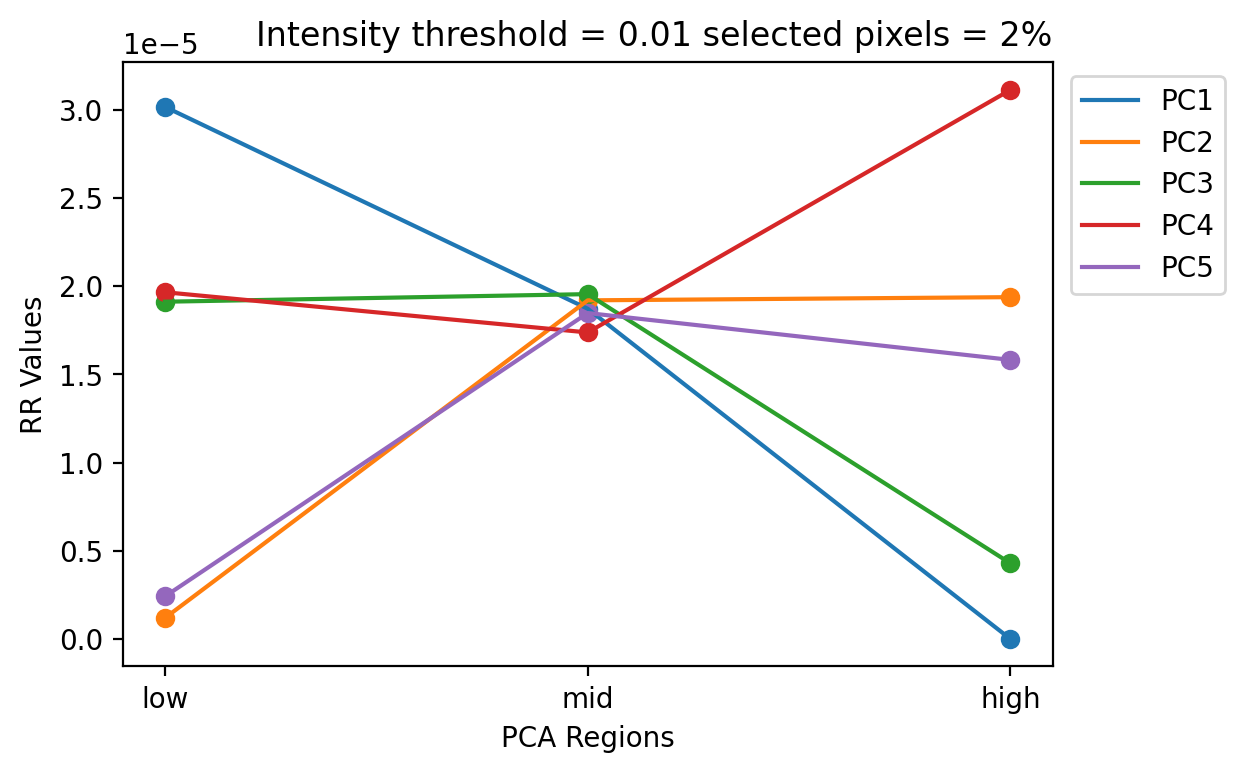 Intensity threshold = 0.01 selected pixels = 2%
1e−5
3.0
2.5
2.0
1.5
1.0
0.5
0.0
RR Values
low
mid
high
PCA Regions
PC1
PC2
PC3
PC4
PC5